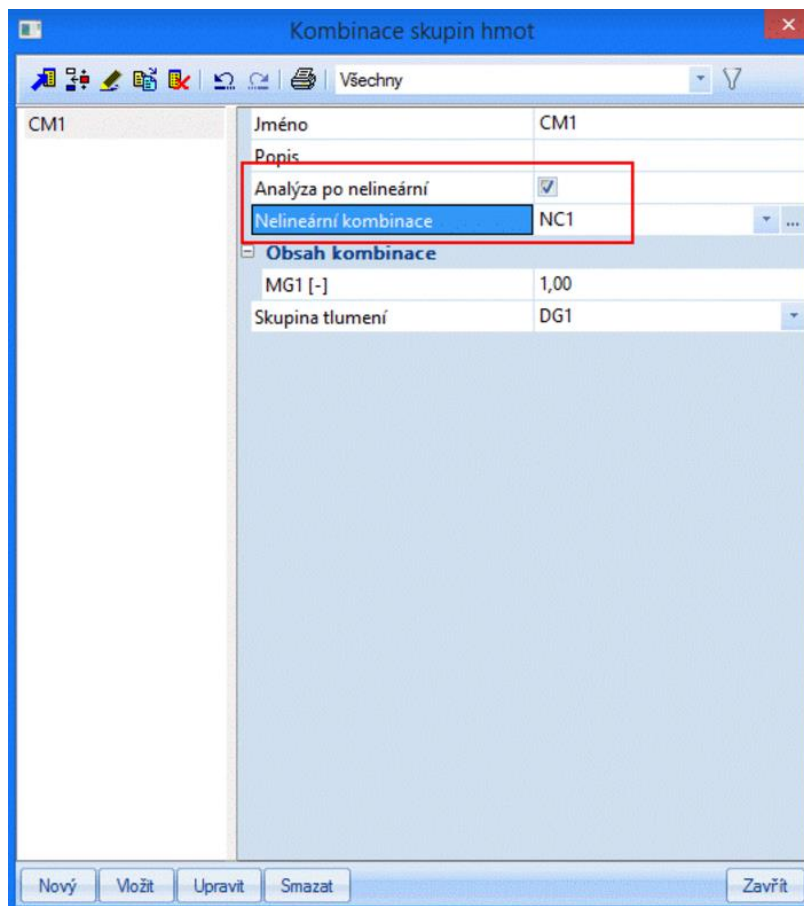 Kombinace skupin hmot
Všechny
CM1
Jméno CM1
Popis
Analýza po nelineární
Nelineární kombinace NC1 ...
Obsah kombinace
MG1 [-] 1,00
Skupina tlumení DG1
Nový Vložit Upravit Smazat Zavřít